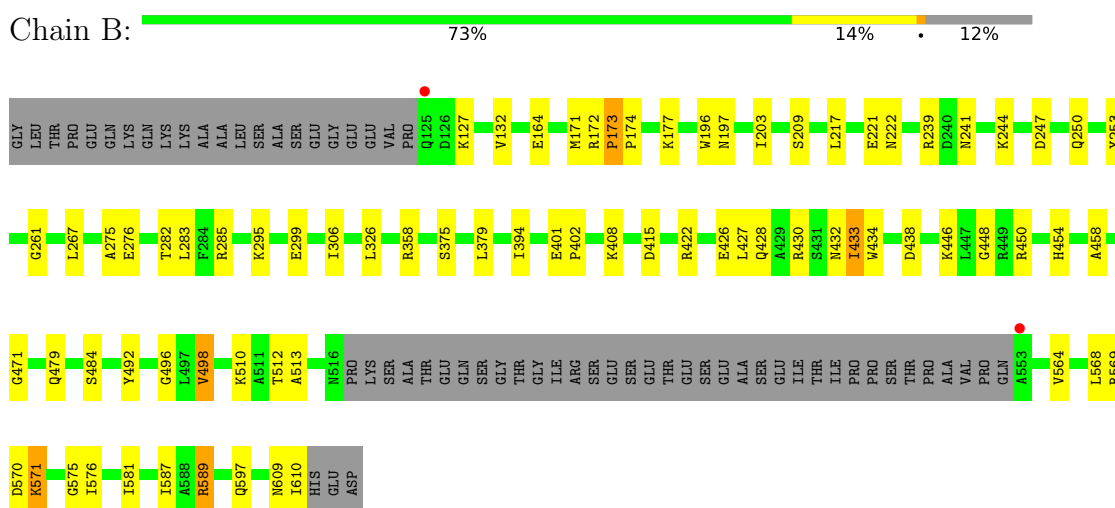 Chain B:
73% 14% • 12%
GLY LEU THR PRO GLU GLN LYS GLN LYS LYS ALA ALA LEU SER ALA ALA SER GLU GLY GLU GLU VAL PRO Q125 D126 K127 V132 E164 M171 R172 P173 P174 K177 W196 N197 I203 S209 L217 E221 N222 R239 D240 N241 K244 D247 Q250 Y253
G261 L267 A275 E276 T282 L283 F284 R285 K295 E299 I306 L326 R358 S375 L379 I394 E401 P402 K408 D415 R422 E426 L427 Q428 A429 R430 S431 N432 I433 W434 D438 K446 L447 G448 R449 R450 H454 A458
G471 Q479 S484 Y492 G496 L497 V498 K510 A511 T512 A513 N516 PRO LYS SER ALA THR GLU GLN SER GLY THR GLY ILE ARG SER GLU SER GLU THR GLU SER GLU ALA SER GLU ILE THR ILE PRO PRO SER THR PRO ALA VAL PRO GLN A553 V564 L568 R569
D570 K571 G575 I576 I581 I587 A588 R589 Q597 N609 I610 HIS GLU ASP